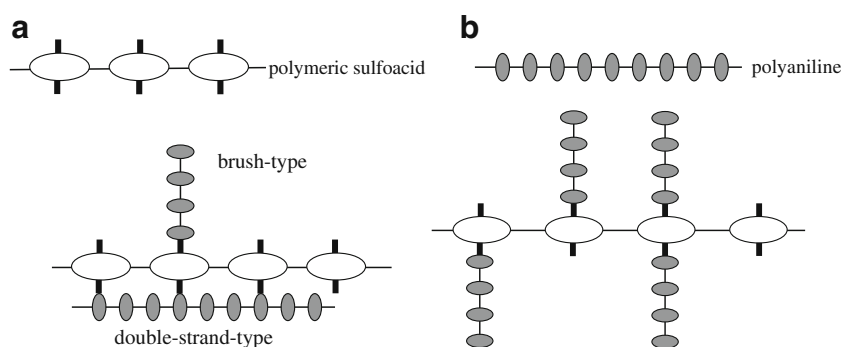 a
polymeric sulfoacid
brush-type
double-strand-type
b
polyaniline